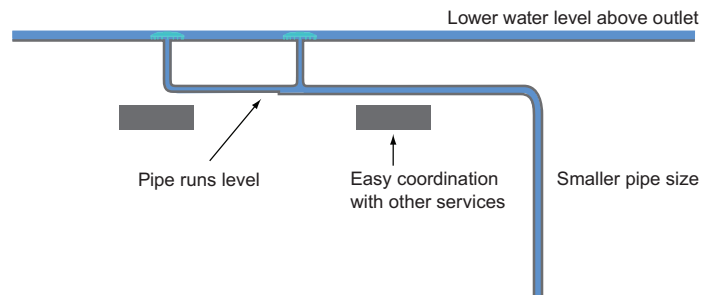 Lower water level above outlet
Pipe runs level
Easy coordination
with other services
Smaller pipe size